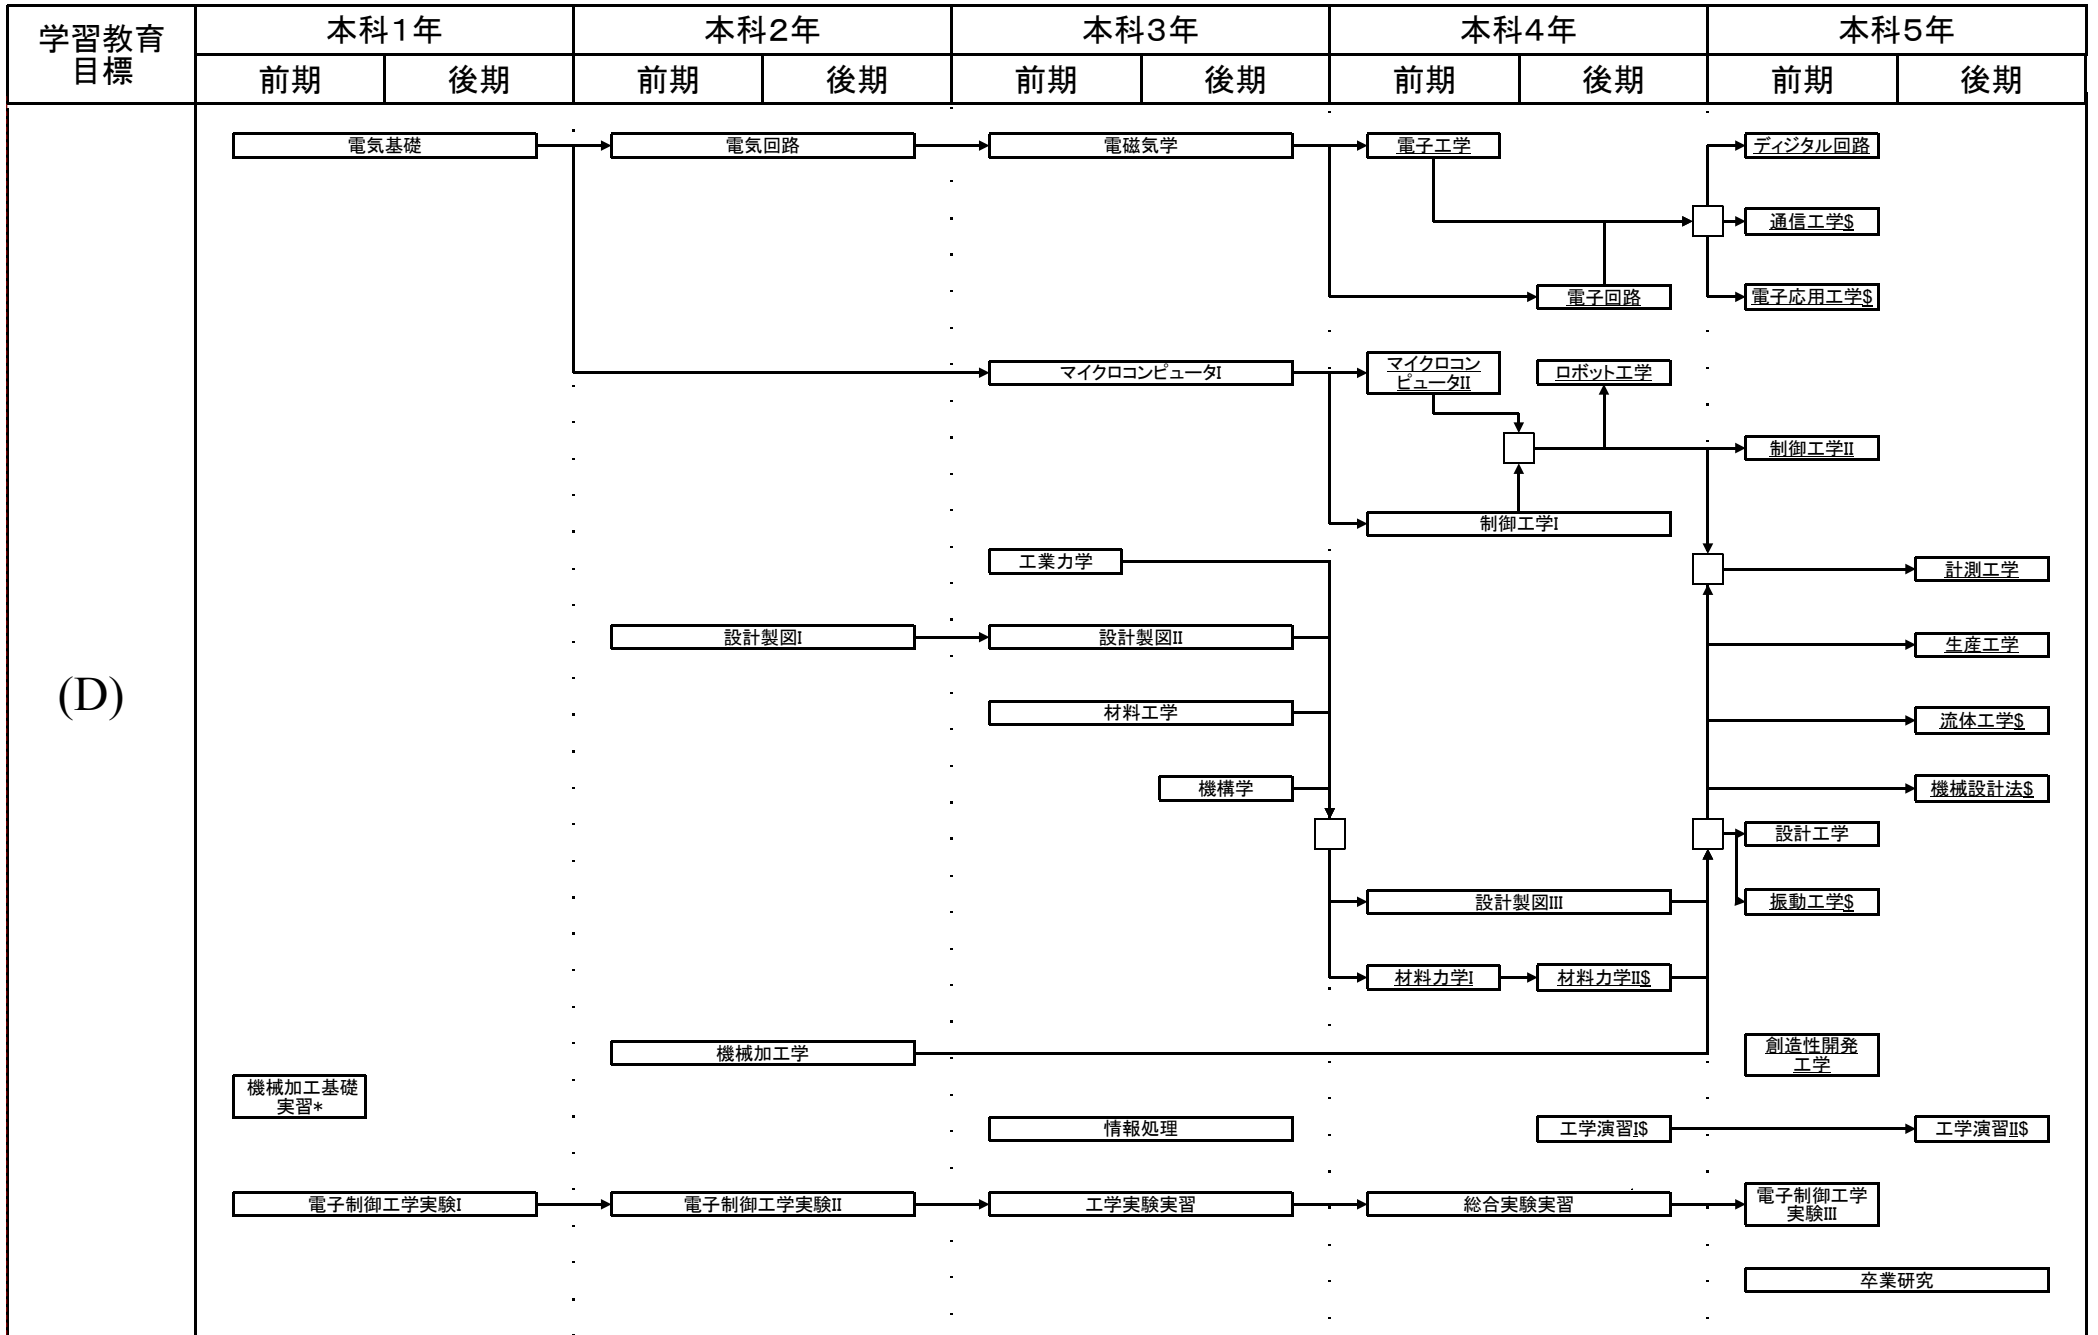 学習教育
目標
本科1年
本科2年
本科3年
本科4年
本科5年
前期
後期
前期
後期
前期
後期
前期
後期
前期
後期
(D)
電気基礎
電気回路
電磁気学
電子工学
ディジタル回路
通信工学$
電子回路
電子応用工学$
マイクロコンピュータI
マイクロコン
ピュータII
ロボット工学
制御工学II
制御工学I
工業力学
計測工学
設計製図I
設計製図II
生産工学
材料工学
流体工学$
機構学
機械設計法$
設計工学
設計製図III
振動工学$
材料力学I
材料力学II$
機械加工学
創造性開発
工学
機械加工基礎
実習*
情報処理
工学演習I$
工学演習II$
電子制御工学実験I
電子制御工学実験II
工学実験実習
総合実験実習
電子制御工学
実験III
卒業研究